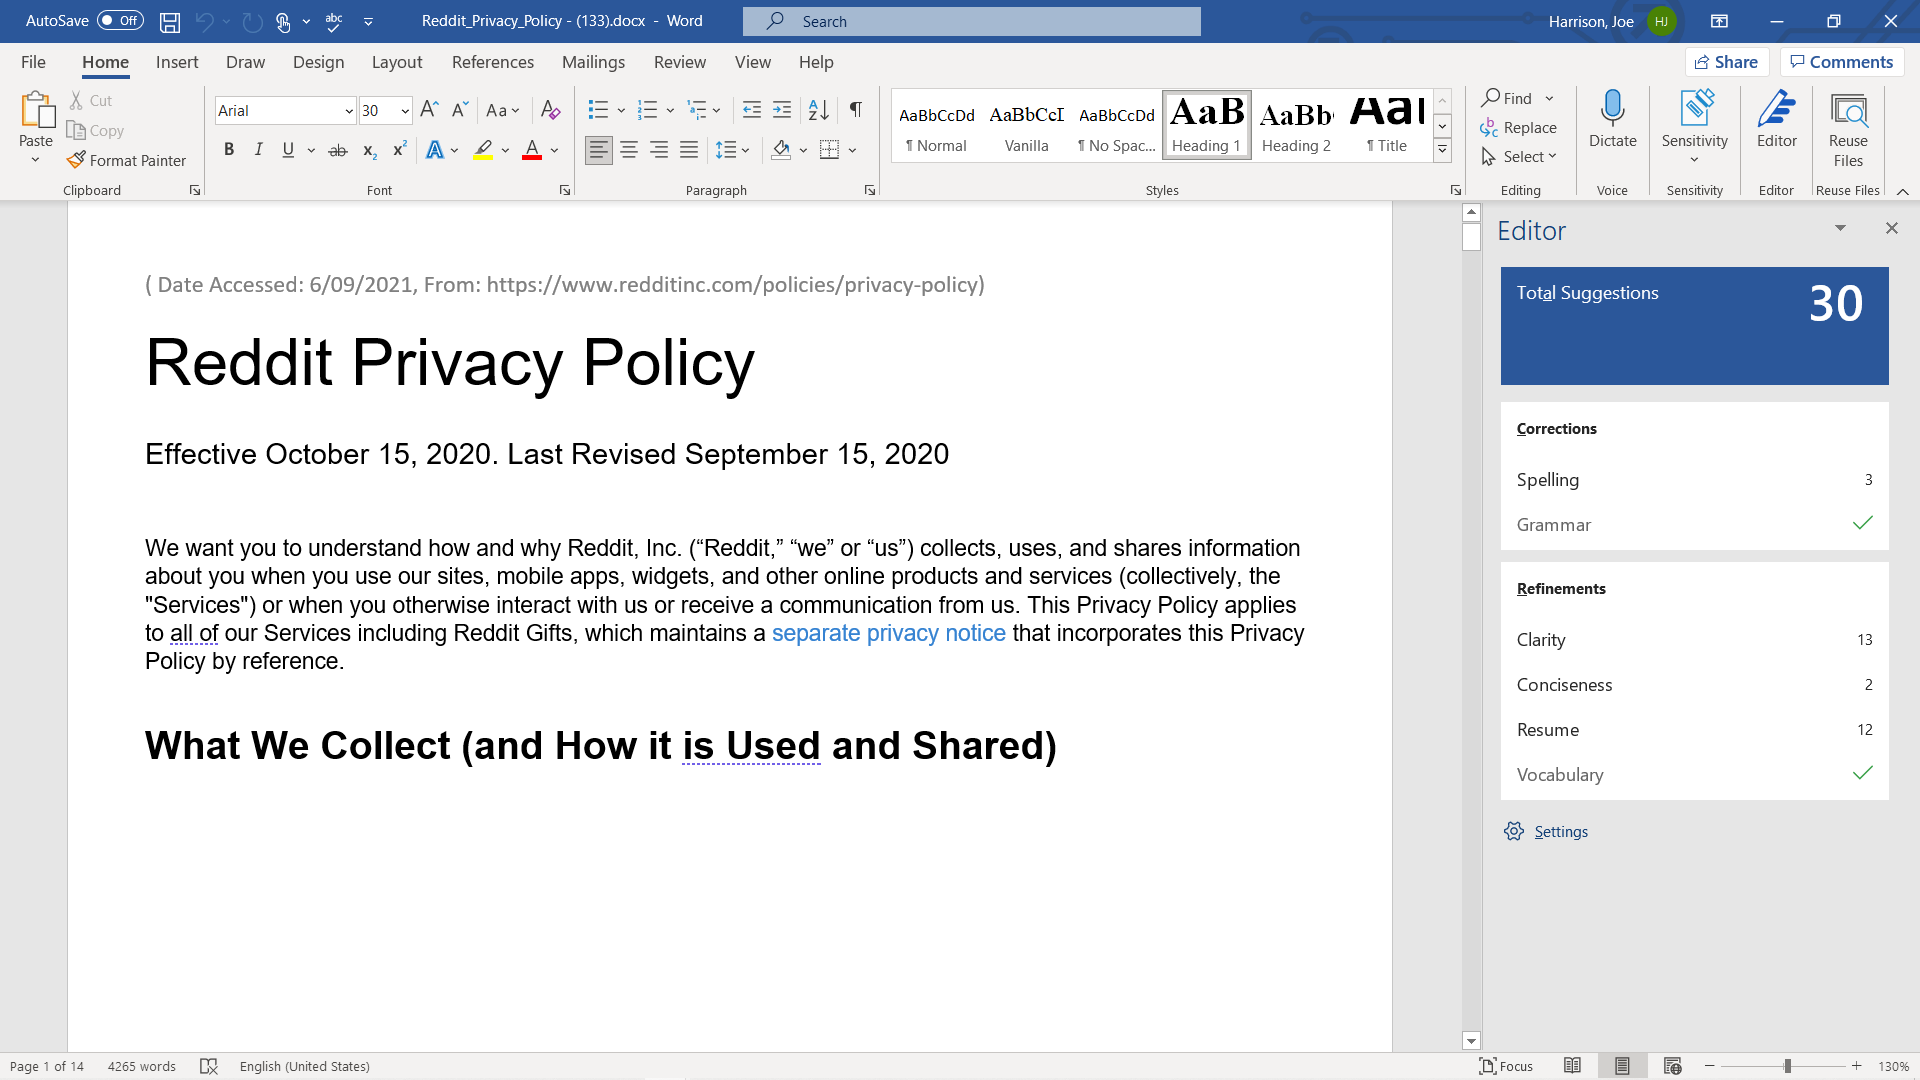 AutoSave Off Reddit_Privacy_Policy - (133).docx - Word Search Harrison, Joe HJ
File Home Insert Draw Design Layout References Mailings Review View Help Share Comments
Paste
Cut
Copy
Format Painter
Clipboard
Arial 30
Font
Paragraph
AaBbCcDd AaBbCcI AaBbCcDd AaB AaBb( AaI
¶ Normal Vanilla ¶ No Spac... Heading 1 Heading 2 ¶ Title
Styles
Find
Replace
Select
Editing
Dictate
Voice
Sensitivity
Sensitivity
Editor
Editor
Reuse
Files
Reuse Files
( Date Accessed: 6/09/2021, From: https://www.redditinc.com/policies/privacy-policy)
Reddit Privacy Policy
Effective October 15, 2020. Last Revised September 15, 2020
We want you to understand how and why Reddit, Inc. (“Reddit,” “we” or “us”) collects, uses, and shares information
about you when you use our sites, mobile apps, widgets, and other online products and services (collectively, the
"Services") or when you otherwise interact with us or receive a communication from us. This Privacy Policy applies
to all of our Services including Reddit Gifts, which maintains a separate privacy notice that incorporates this Privacy
Policy by reference.
What We Collect (and How it is Used and Shared)
Editor
Total Suggestions 30
Corrections
Spelling 3
Grammar
Refinements
Clarity 13
Conciseness 2
Resume 12
Vocabulary
Settings
Page 1 of 14 4265 words English (United States) Focus 130%